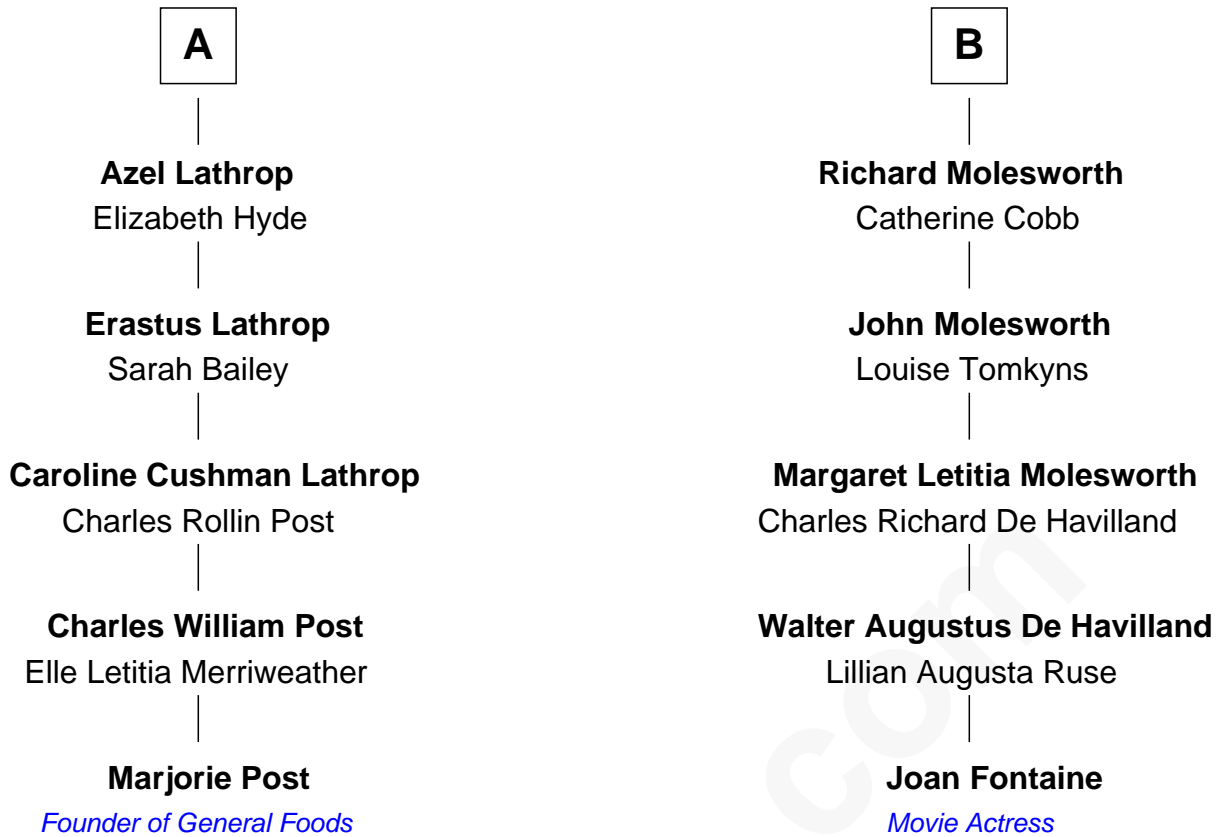 A
Azel Lathrop
Elizabeth Hyde
Erastus Lathrop
Sarah Bailey
Caroline Cushman Lathrop
Charles Rollin Post
Charles William Post
Elle Letitia Merriweather
Marjorie Post
Founder of General Foods
B
Richard Molesworth
Catherine Cobb
John Molesworth
Louise Tomkyns
Margaret Letitia Molesworth
Charles Richard De Havilland
Walter Augustus De Havilland
Lillian Augusta Ruse
Joan Fontaine
Movie Actress
com